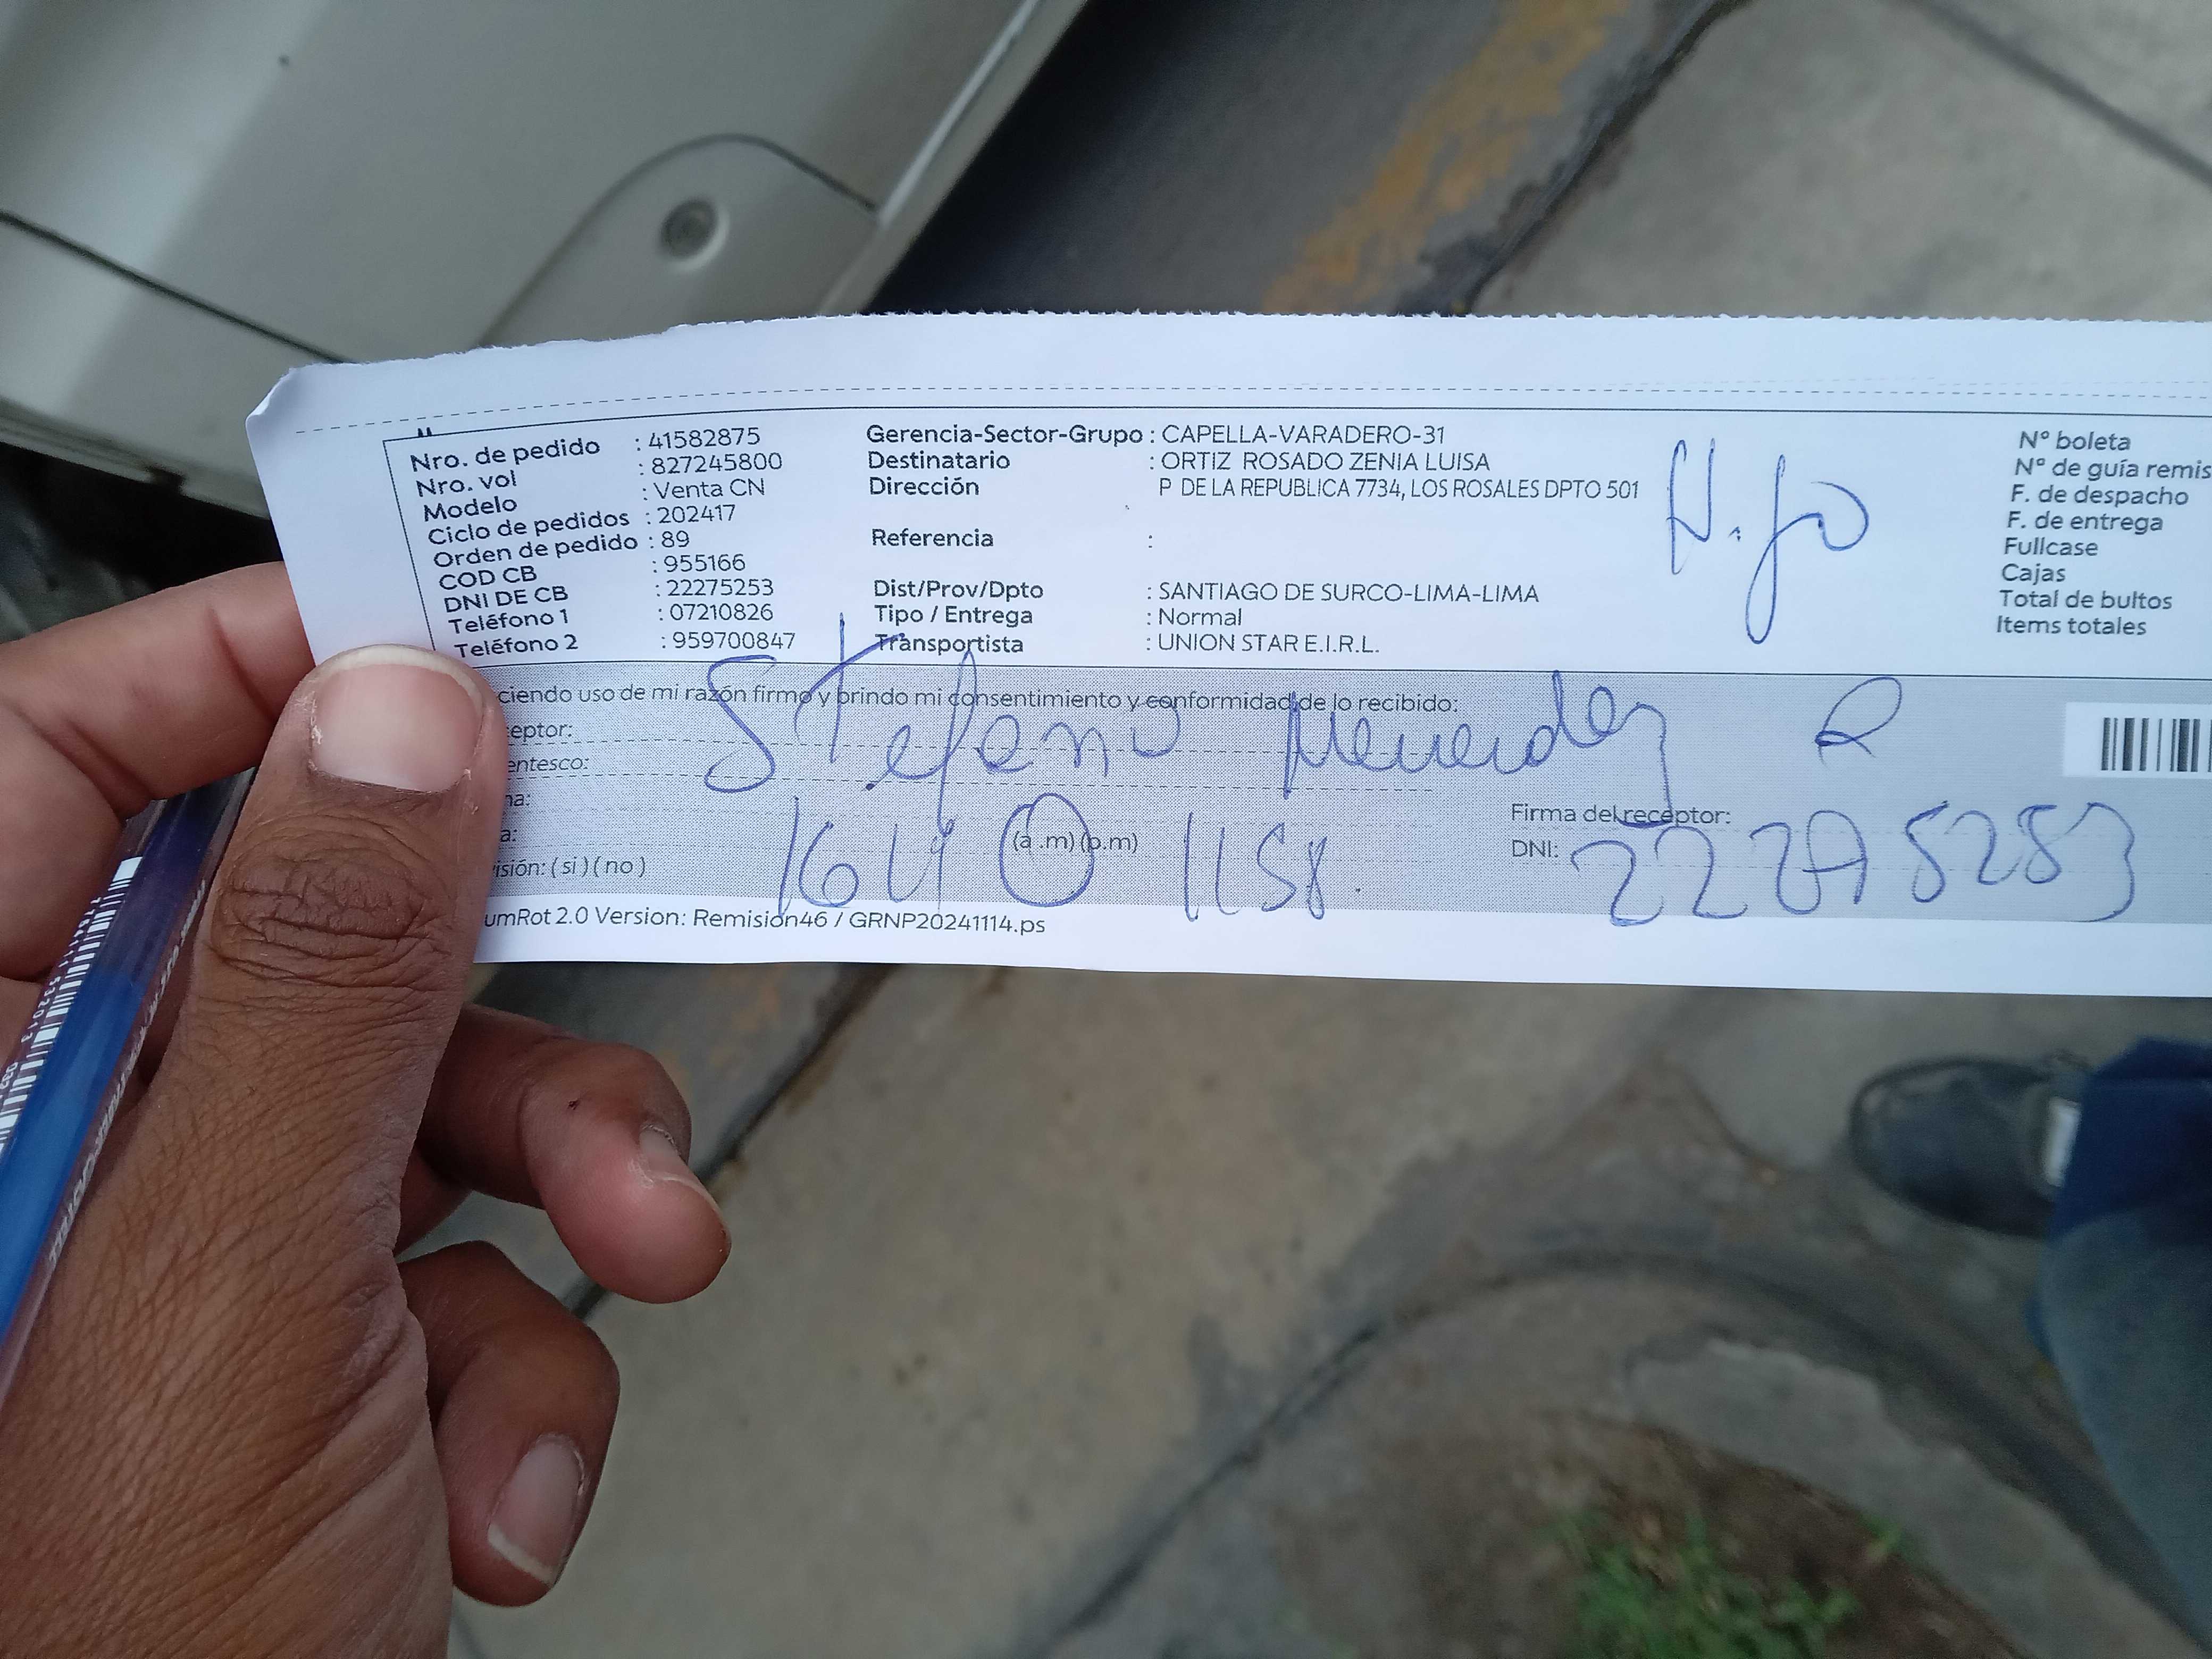 Nro. de pedido : 41582875
Nro. vol : 827245800
Modelo : Venta CN
Ciclo de pedidos : 202417
Orden de pedido : 89
COD CB : 955166
DNI DE CB : 22275253
Teléfono 1 : 07210826
Teléfono 2 : 959700847
Gerencia-Sector-Grupo : CAPELLA-VARADERO-31
Destinatario : ORTIZ ROSADO ZENIA LUISA
Dirección P DE LA REPUBLICA 7734, LOS ROSALES DPTO 501
Referencia :
Dist/Prov/Dpto : SANTIAGO DE SURCO-LIMA-LIMA
Tipo / Entrega : Normal
Transportista : UNION STAR E.I.R.L.
Hijo
N° boleta
N° de guía remis
F. de despacho
F. de entrega
Fullcase
Cajas
Total de bultos
Items totales
ciendo uso de mi razón firmo y brindo mi consentimiento y conformidad de lo recibido:
eptor: Stefano
entesco:
na:
a: (a .m) (p.m)
isión: ( si ) ( no )
1158
Firma del receptor:
DNI: 22275253
umRot 2.0 Version: Remision46 / GRNP20241114.ps